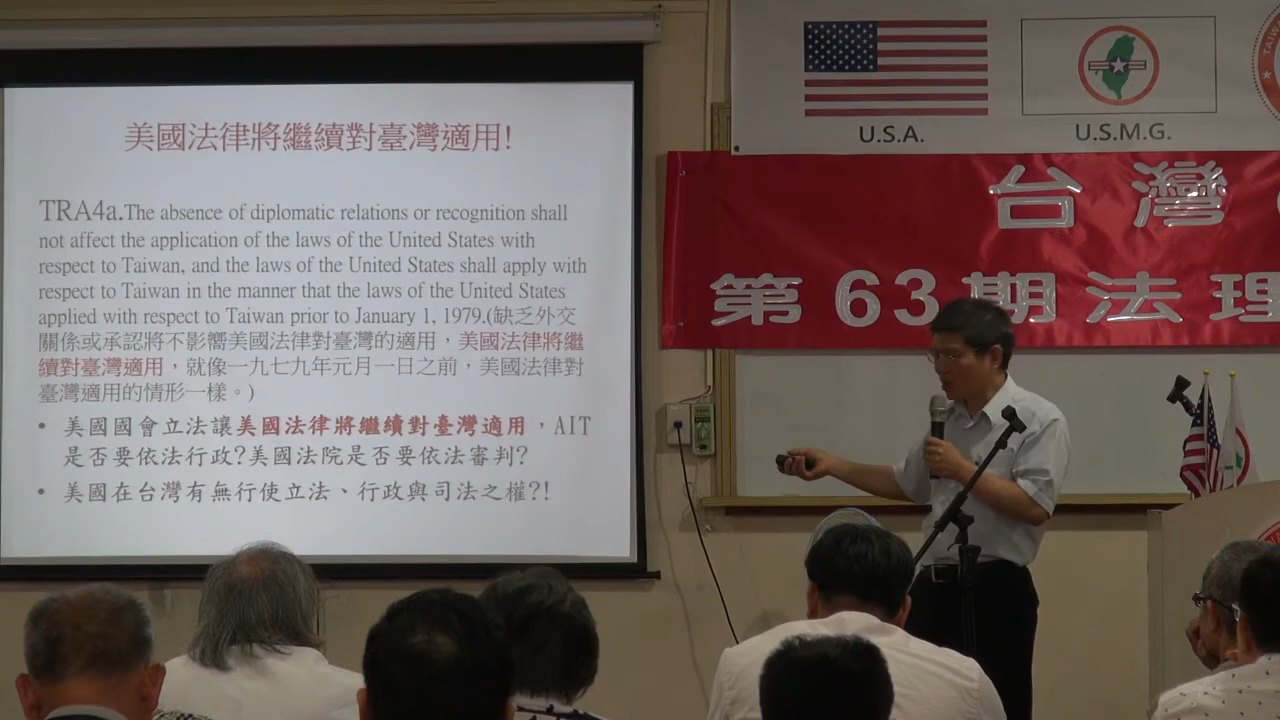 美國法律將繼續對臺灣適用!
TRA4a.The absence of diplomatic relations or recognition shall
not affect the application of the laws of the United States with
respect to Taiwan, and the laws of the United States shall apply with
respect to Taiwan in the manner that the laws of the United States
applied with respect to Taiwan prior to January 1, 1979.(缺乏外交
關係或承認將不影響美國法律對臺灣的適用，美國法律將繼
續對臺灣適用，就像一九七九年元月一日之前，美國法律對
臺灣適用的情形一樣。)
• 美國國會立法讓美國法律將繼續對臺灣適用，AIT
是否要依法行政?美國法院是否要依法審判?
• 美國在台灣有無行使立法、行政與司法之權?!
U.S.A.
U.S.M.G.
台灣
第63期法理